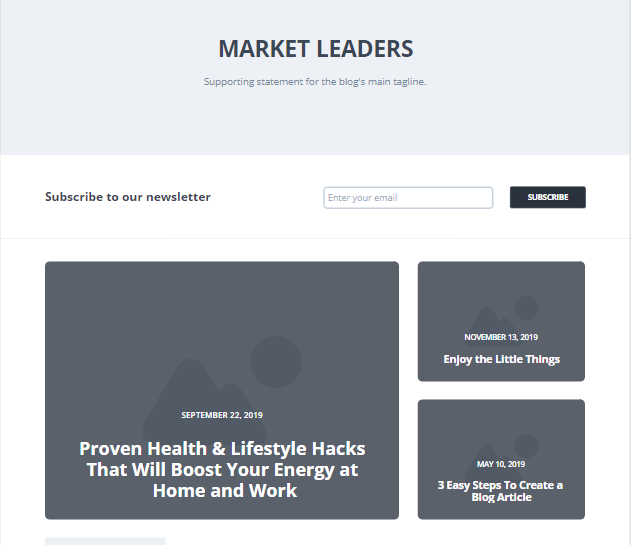 MARKET LEADERS
Supporting statement for the blog's main tagline.
Subscribe to our newsletter
Enter your email
SUBSCRIBE
SEPTEMBER 22, 2019
Proven Health & Lifestyle Hacks
That Will Boost Your Energy at
Home and Work
NOVEMBER 13, 2019
Enjoy the Little Things
MAY 10, 2019
3 Easy Steps To Create a
Blog Article